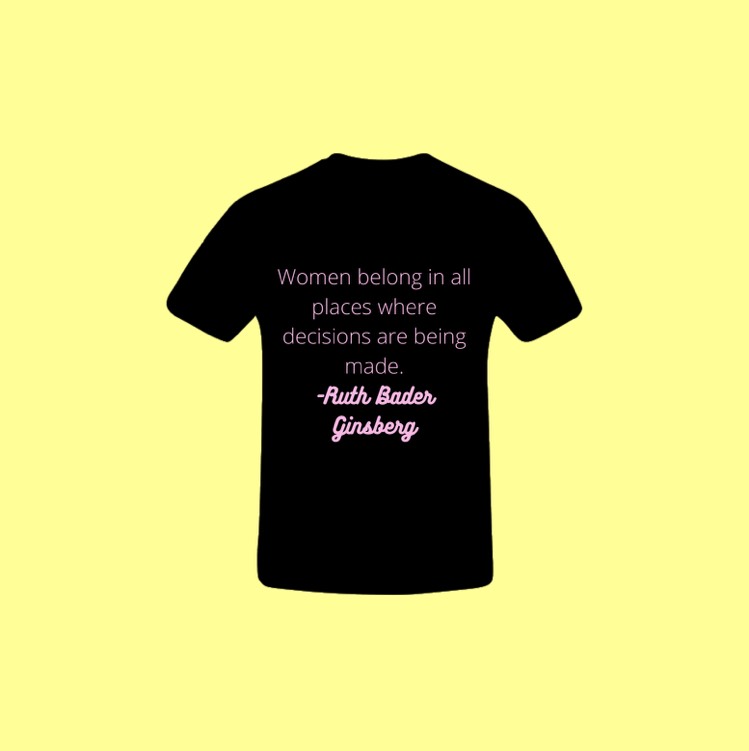 Women belong in all
places where
decisions are being
made.
-Ruth Bader
Ginsberg